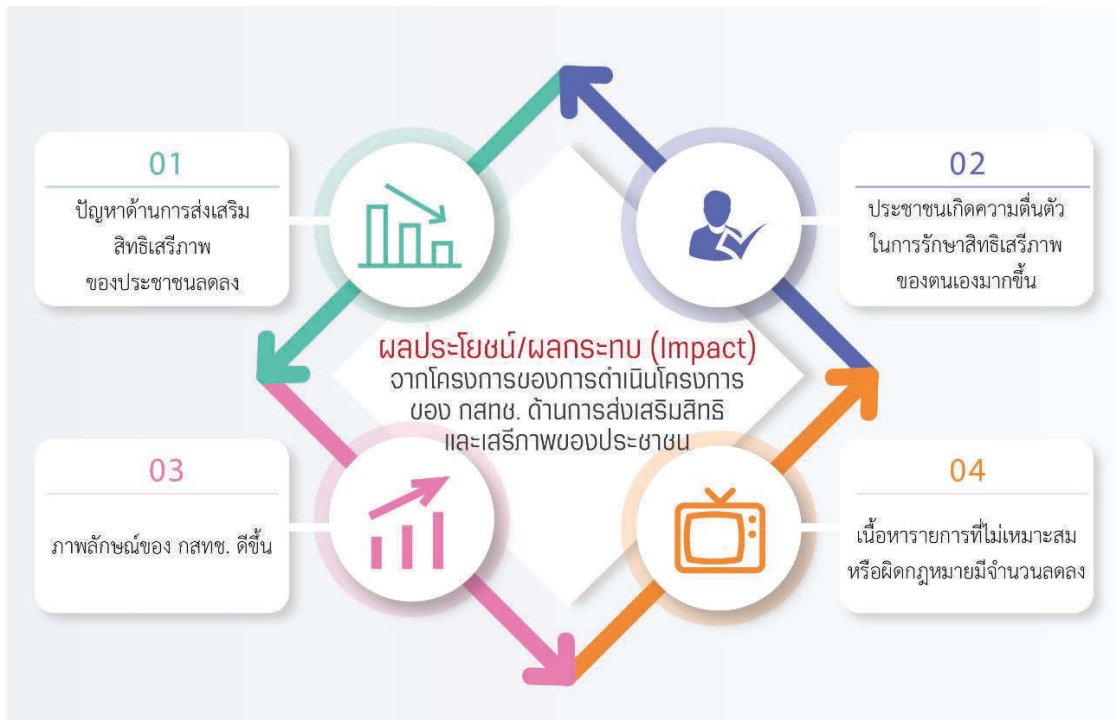 01
ปัญหาด้านการส่งเสริม
สิทธิเสรีภาพ
ของประชาชนลดลง
02
ประชาชนเกิดความตื่นตัว
ในการรักษาสิทธิเสรีภาพ
ของตนเองมากขึ้น
ผลประโยชน์/ผลกระทบ (Impact)
จากโครงการของการดำเนินโครงการ
ของ กสทช. ด้านการส่งเสริมสิทธิ
และเสรีภาพของประชาชน
03
ภาพลักษณ์ของ กสทช. ดีขึ้น
04
เนื้อหารายการที่ไม่เหมาะสม
หรือผิดกฎหมายมีจำนวนลดลง